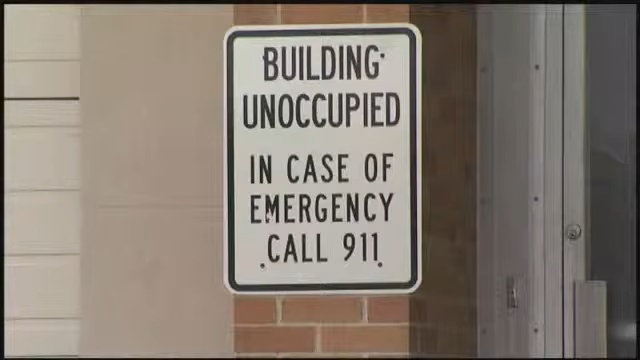 BUILDING
UNOCCUPIED
IN CASE OF
EMERGENCY
CALL 911